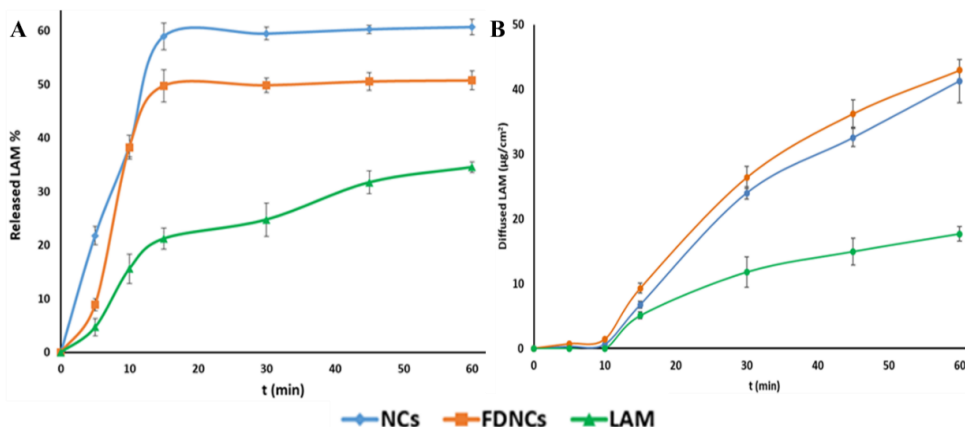 A
Released LAM %
60
50
40
30
20
10
0
0 10 20 30 40 50 60
t (min)
B
Diffused LAM (µg/cm²)
50
40
30
20
10
0
0 10 20 30 40 50 60
t (min)
NCs FDNCs LAM